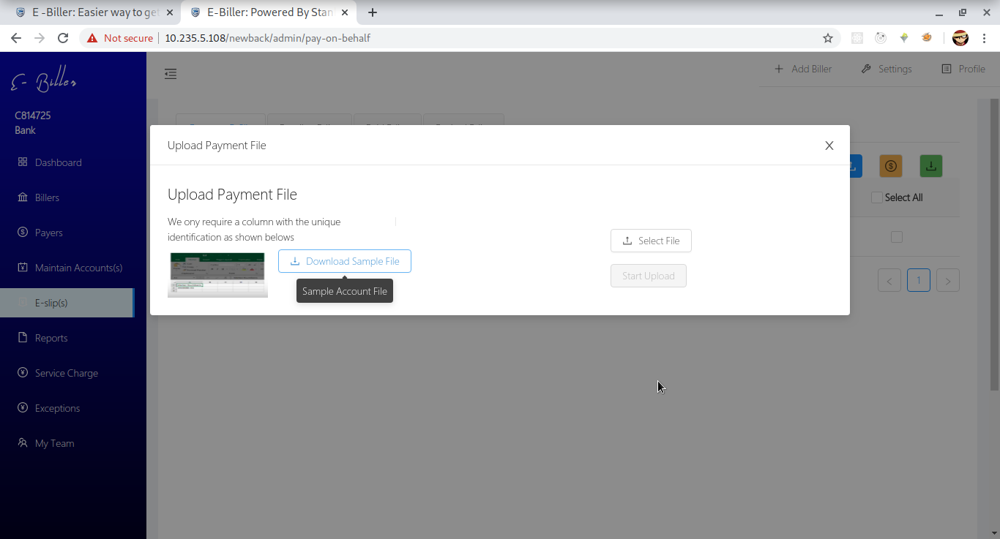 E -Biller: Easier way to get
E-Biller: Powered By Stan
Not secure
10.235.5.108/newback/admin/pay-on-behalf
E- Biller
C814725
Bank
Dashboard
Billers
Payers
Maintain Accounts(s)
E-slip(s)
Reports
Service Charge
Exceptions
My Team
Add Biller
Settings
Profile
Upload Payment File
Upload Payment File
We ony require a column with the unique
identification as shown belows
Download Sample File
Sample Account File
Select File
Start Upload
Select All
1